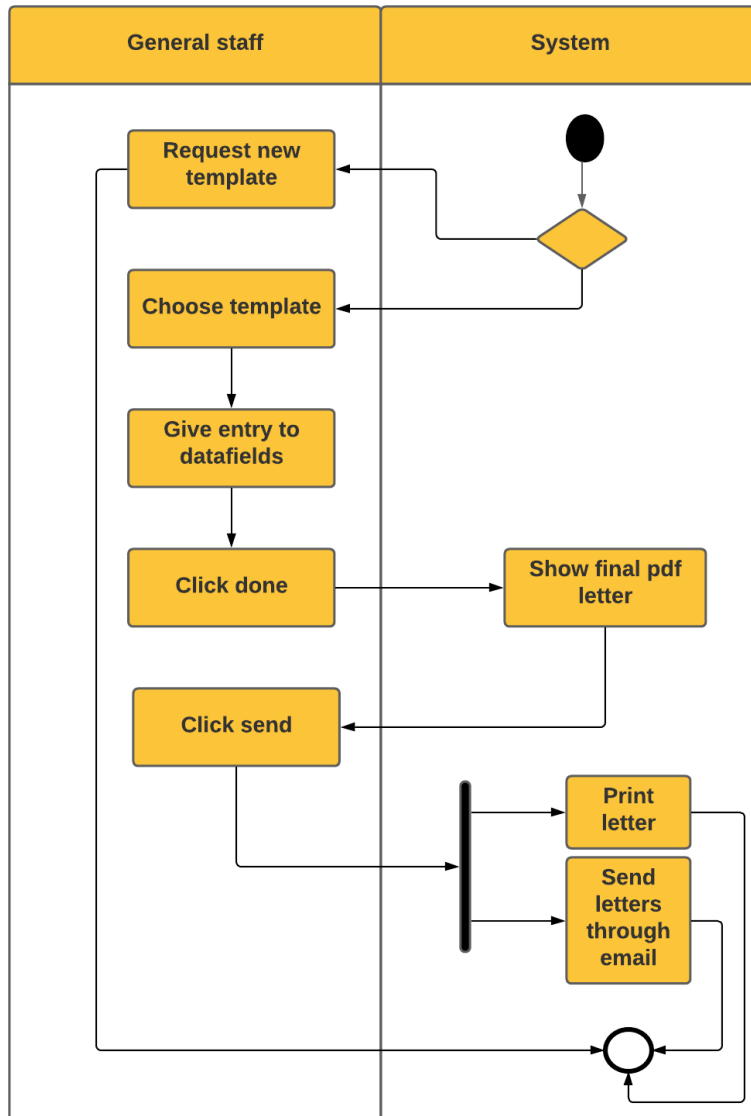 General staff
System
Request new
template
Choose template
Give entry to
datafields
Click done
Show final pdf
letter
Click send
Print
letter
Send
letters
through
email